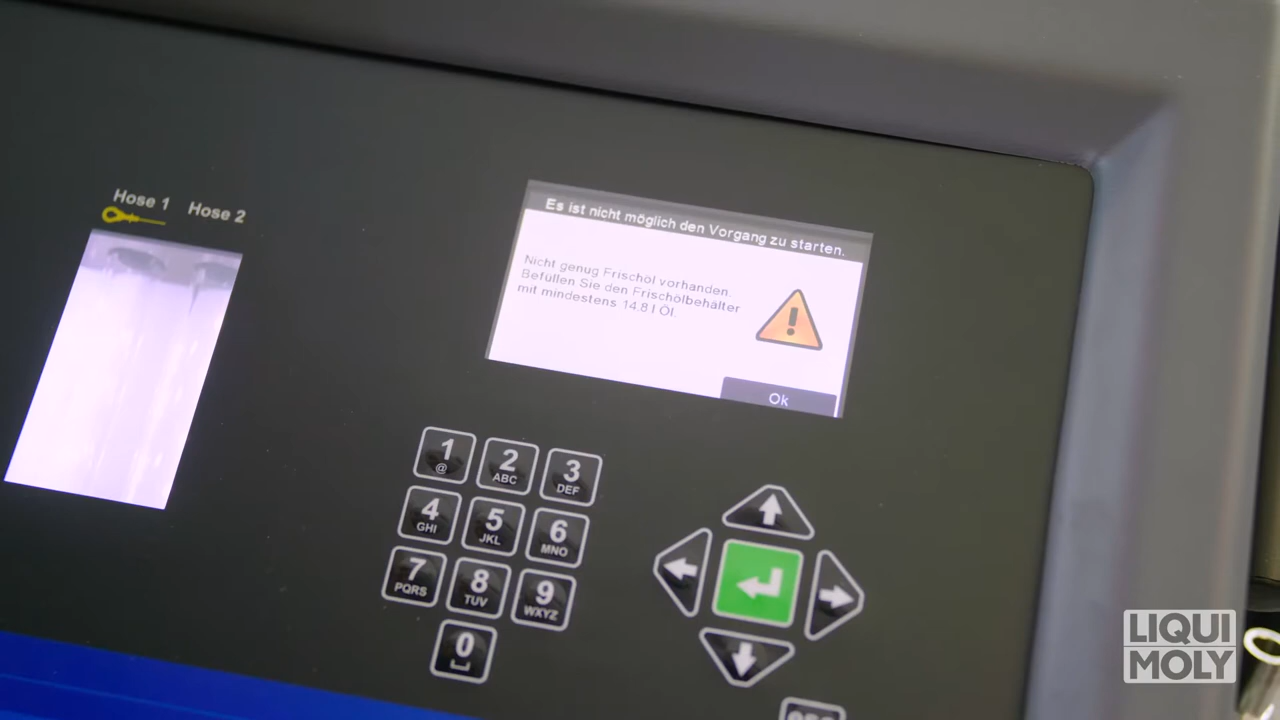 Hose 1 Hose 2
Es ist nicht möglich den Vorgang zu starten.
Nicht genug Frischöl vorhanden.
Befüllen Sie den Frischölbehälter
mit mindestens 14.8 l Öl.
Ok
1 @
2 ABC
3 DEF
4 GHI
5 JKL
6 MNO
7 PQRS
8 TUV
9 WXYZ
0
LIQUI
MOLY